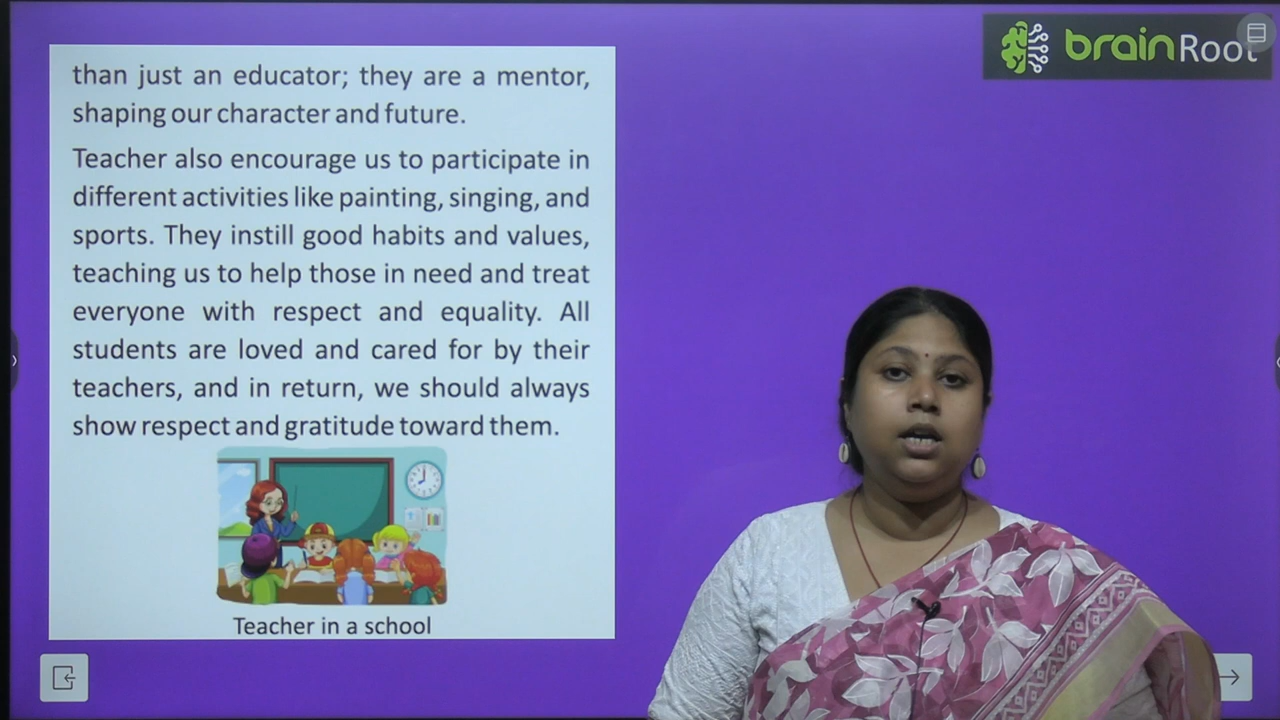 than just an educator; they are a mentor,
shaping our character and future.
Teacher also encourage us to participate in
different activities like painting, singing, and
sports. They instill good habits and values,
teaching us to help those in need and treat
everyone with respect and equality. All
students are loved and cared for by their
teachers, and in return, we should always
show respect and gratitude toward them.
Teacher in a school
brainRoot